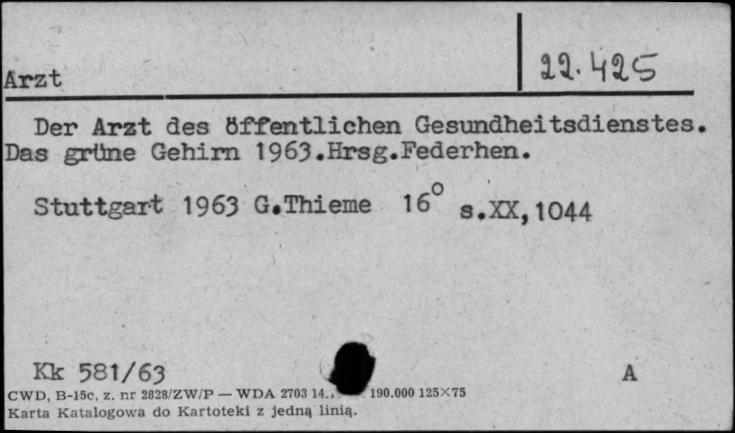 22.425
Arzt
Der Arzt des öffentlichen Gesundheitsdienstes.
Das grüne Gehirn 1963.Hrsg.Federhen.
Stuttgart 1963 G.Thieme 16° s.XX,1044
Kk 581/63 A
CWD, B-15c, z. nr 2828/ZW/P — WDA 2703 14. 190.000 125×75
Karta Katalogowa do Kartoteki z jedną linią.